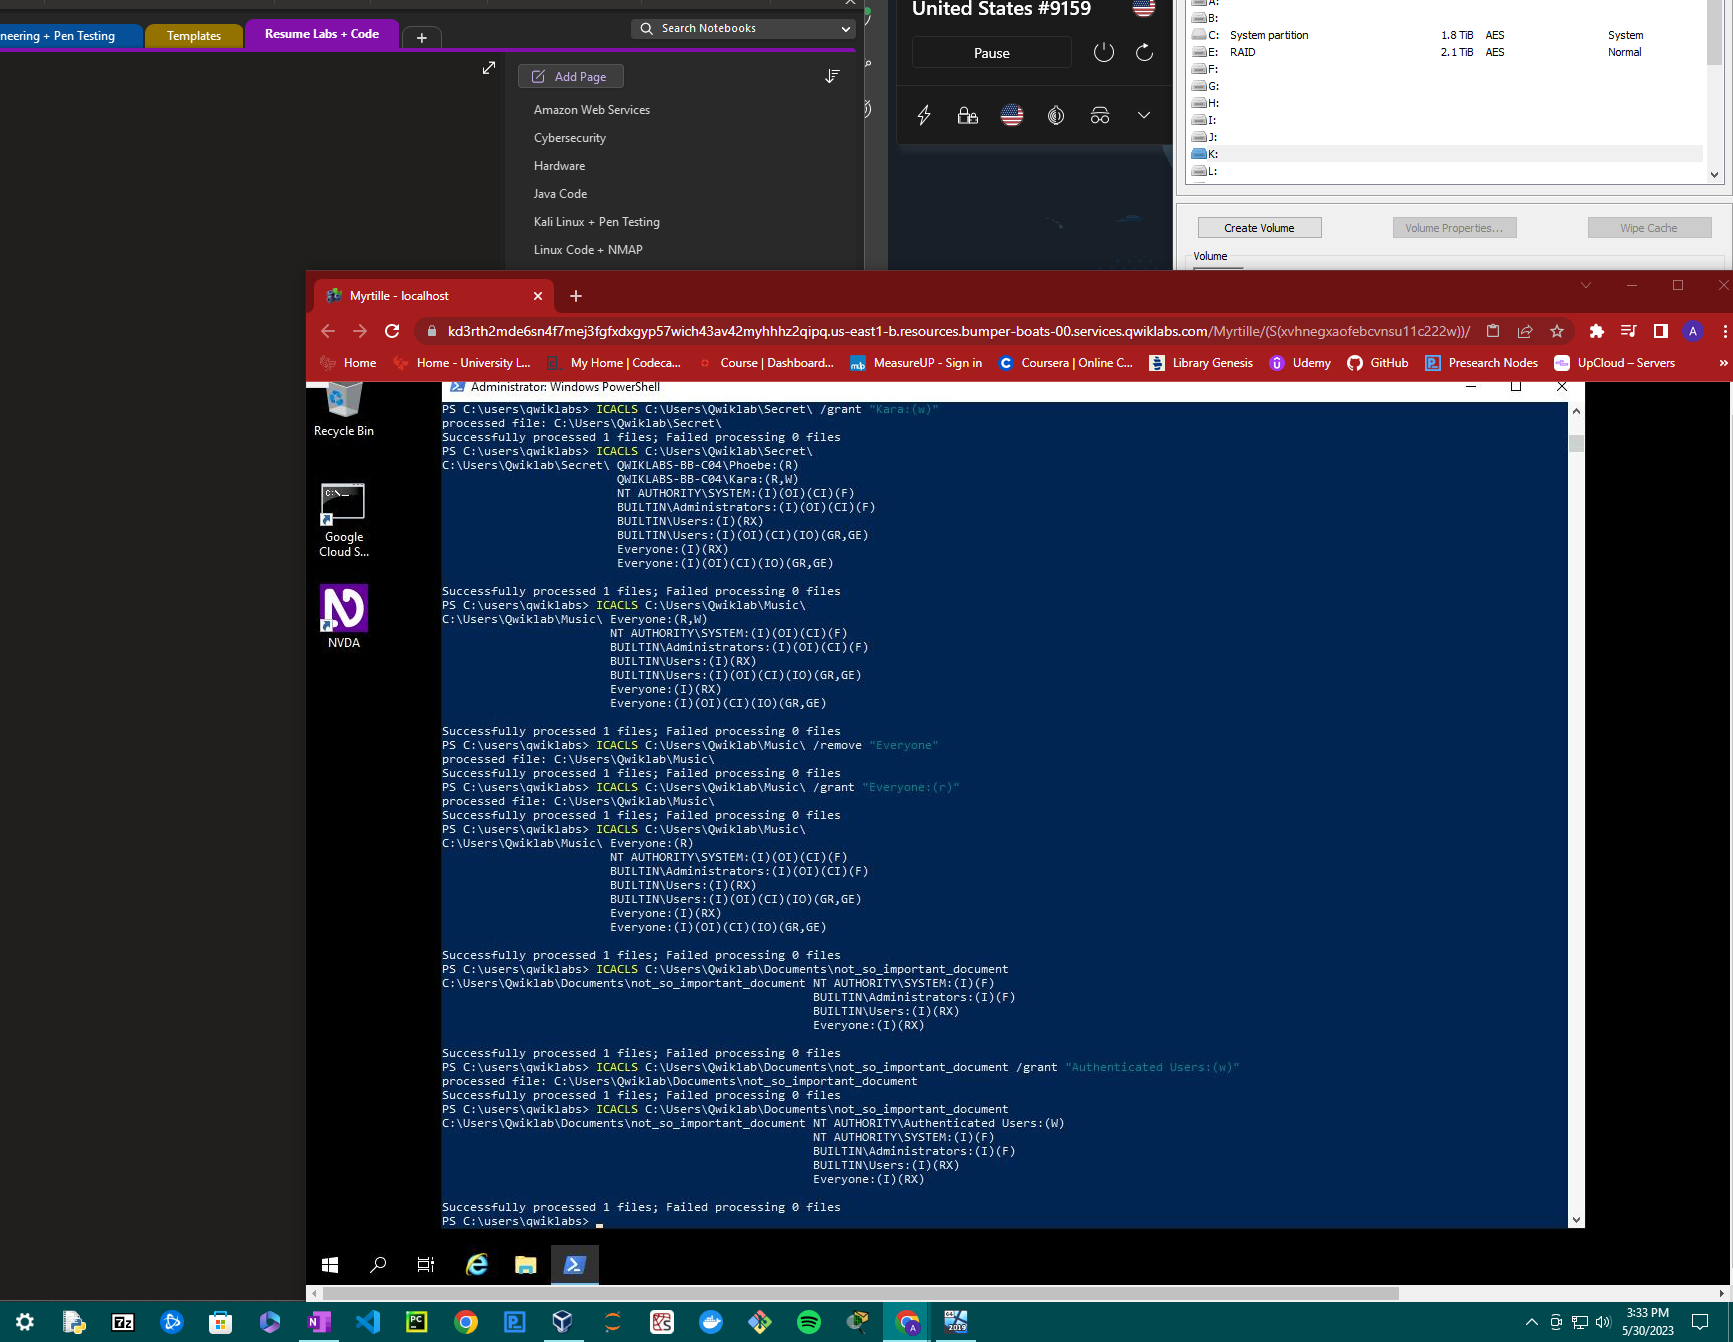 neering + Pen Testing
Templates
Resume Labs + Code
+
Search Notebooks
Add Page
Amazon Web Services
Cybersecurity
Hardware
Java Code
Kali Linux + Pen Testing
Linux Code + NMAP
United States #9159
Pause
A:
B:
C: System partition 1.8 TiB AES System
E: RAID 2.1 TiB AES Normal
F:
G:
H:
I:
J:
K:
L:
Create Volume
Volume Properties...
Wipe Cache
Volume
Myrtille - localhost
kd3rth2mde6sn4f7mej3fgfxdxgyp57wich43av42myhhhz2qipq.us-east1-b.resources.bumper-boats-00.services.qwiklabs.com/Myrtille/(S(xvhnegxaofebcvnsu11c222w))/
A
Home
Home - University L...
My Home | Codeca...
Course | Dashboard...
MeasureUP - Sign in
Coursera | Online C...
Library Genesis
Udemy
GitHub
Presearch Nodes
UpCloud – Servers
»
Recycle Bin
Google Cloud S...
NVDA
Administrator: Windows PowerShell
PS C:\users\qwiklabs> ICACLS C:\Users\Qwiklab\Secret\ /grant "Kara:(w)"
processed file: C:\Users\Qwiklab\Secret\
Successfully processed 1 files; Failed processing 0 files
PS C:\users\qwiklabs> ICACLS C:\Users\Qwiklab\Secret\
C:\Users\Qwiklab\Secret\ QWIKLABS-BB-C04\Phoebe:(R)
QWIKLABS-BB-C04\Kara:(R,W)
NT AUTHORITY\SYSTEM:(I)(OI)(CI)(F)
BUILTIN\Administrators:(I)(OI)(CI)(F)
BUILTIN\Users:(I)(RX)
BUILTIN\Users:(I)(OI)(CI)(IO)(GR,GE)
Everyone:(I)(RX)
Everyone:(I)(OI)(CI)(IO)(GR,GE)
Successfully processed 1 files; Failed processing 0 files
PS C:\users\qwiklabs> ICACLS C:\Users\Qwiklab\Music\
C:\Users\Qwiklab\Music\ Everyone:(R,W)
NT AUTHORITY\SYSTEM:(I)(OI)(CI)(F)
BUILTIN\Administrators:(I)(OI)(CI)(F)
BUILTIN\Users:(I)(RX)
BUILTIN\Users:(I)(OI)(CI)(IO)(GR,GE)
Everyone:(I)(RX)
Everyone:(I)(OI)(CI)(IO)(GR,GE)
Successfully processed 1 files; Failed processing 0 files
PS C:\users\qwiklabs> ICACLS C:\Users\Qwiklab\Music\ /remove "Everyone"
processed file: C:\Users\Qwiklab\Music\
Successfully processed 1 files; Failed processing 0 files
PS C:\users\qwiklabs> ICACLS C:\Users\Qwiklab\Music\ /grant "Everyone:(r)"
processed file: C:\Users\Qwiklab\Music\
Successfully processed 1 files; Failed processing 0 files
PS C:\users\qwiklabs> ICACLS C:\Users\Qwiklab\Music\
C:\Users\Qwiklab\Music\ Everyone:(R)
NT AUTHORITY\SYSTEM:(I)(OI)(CI)(F)
BUILTIN\Administrators:(I)(OI)(CI)(F)
BUILTIN\Users:(I)(RX)
BUILTIN\Users:(I)(OI)(CI)(IO)(GR,GE)
Everyone:(I)(RX)
Everyone:(I)(OI)(CI)(IO)(GR,GE)
Successfully processed 1 files; Failed processing 0 files
PS C:\users\qwiklabs> ICACLS C:\Users\Qwiklab\Documents\not_so_important_document
C:\Users\Qwiklab\Documents\not_so_important_document NT AUTHORITY\SYSTEM:(I)(F)
BUILTIN\Administrators:(I)(F)
BUILTIN\Users:(I)(RX)
Everyone:(I)(RX)
Successfully processed 1 files; Failed processing 0 files
PS C:\users\qwiklabs> ICACLS C:\Users\Qwiklab\Documents\not_so_important_document /grant "Authenticated Users:(w)"
processed file: C:\Users\Qwiklab\Documents\not_so_important_document
Successfully processed 1 files; Failed processing 0 files
PS C:\users\qwiklabs> ICACLS C:\Users\Qwiklab\Documents\not_so_important_document
C:\Users\Qwiklab\Documents\not_so_important_document NT AUTHORITY\Authenticated Users:(W)
NT AUTHORITY\SYSTEM:(I)(F)
BUILTIN\Administrators:(I)(F)
BUILTIN\Users:(I)(RX)
Everyone:(I)(RX)
Successfully processed 1 files; Failed processing 0 files
PS C:\users\qwiklabs>
3:33 PM
5/30/2023